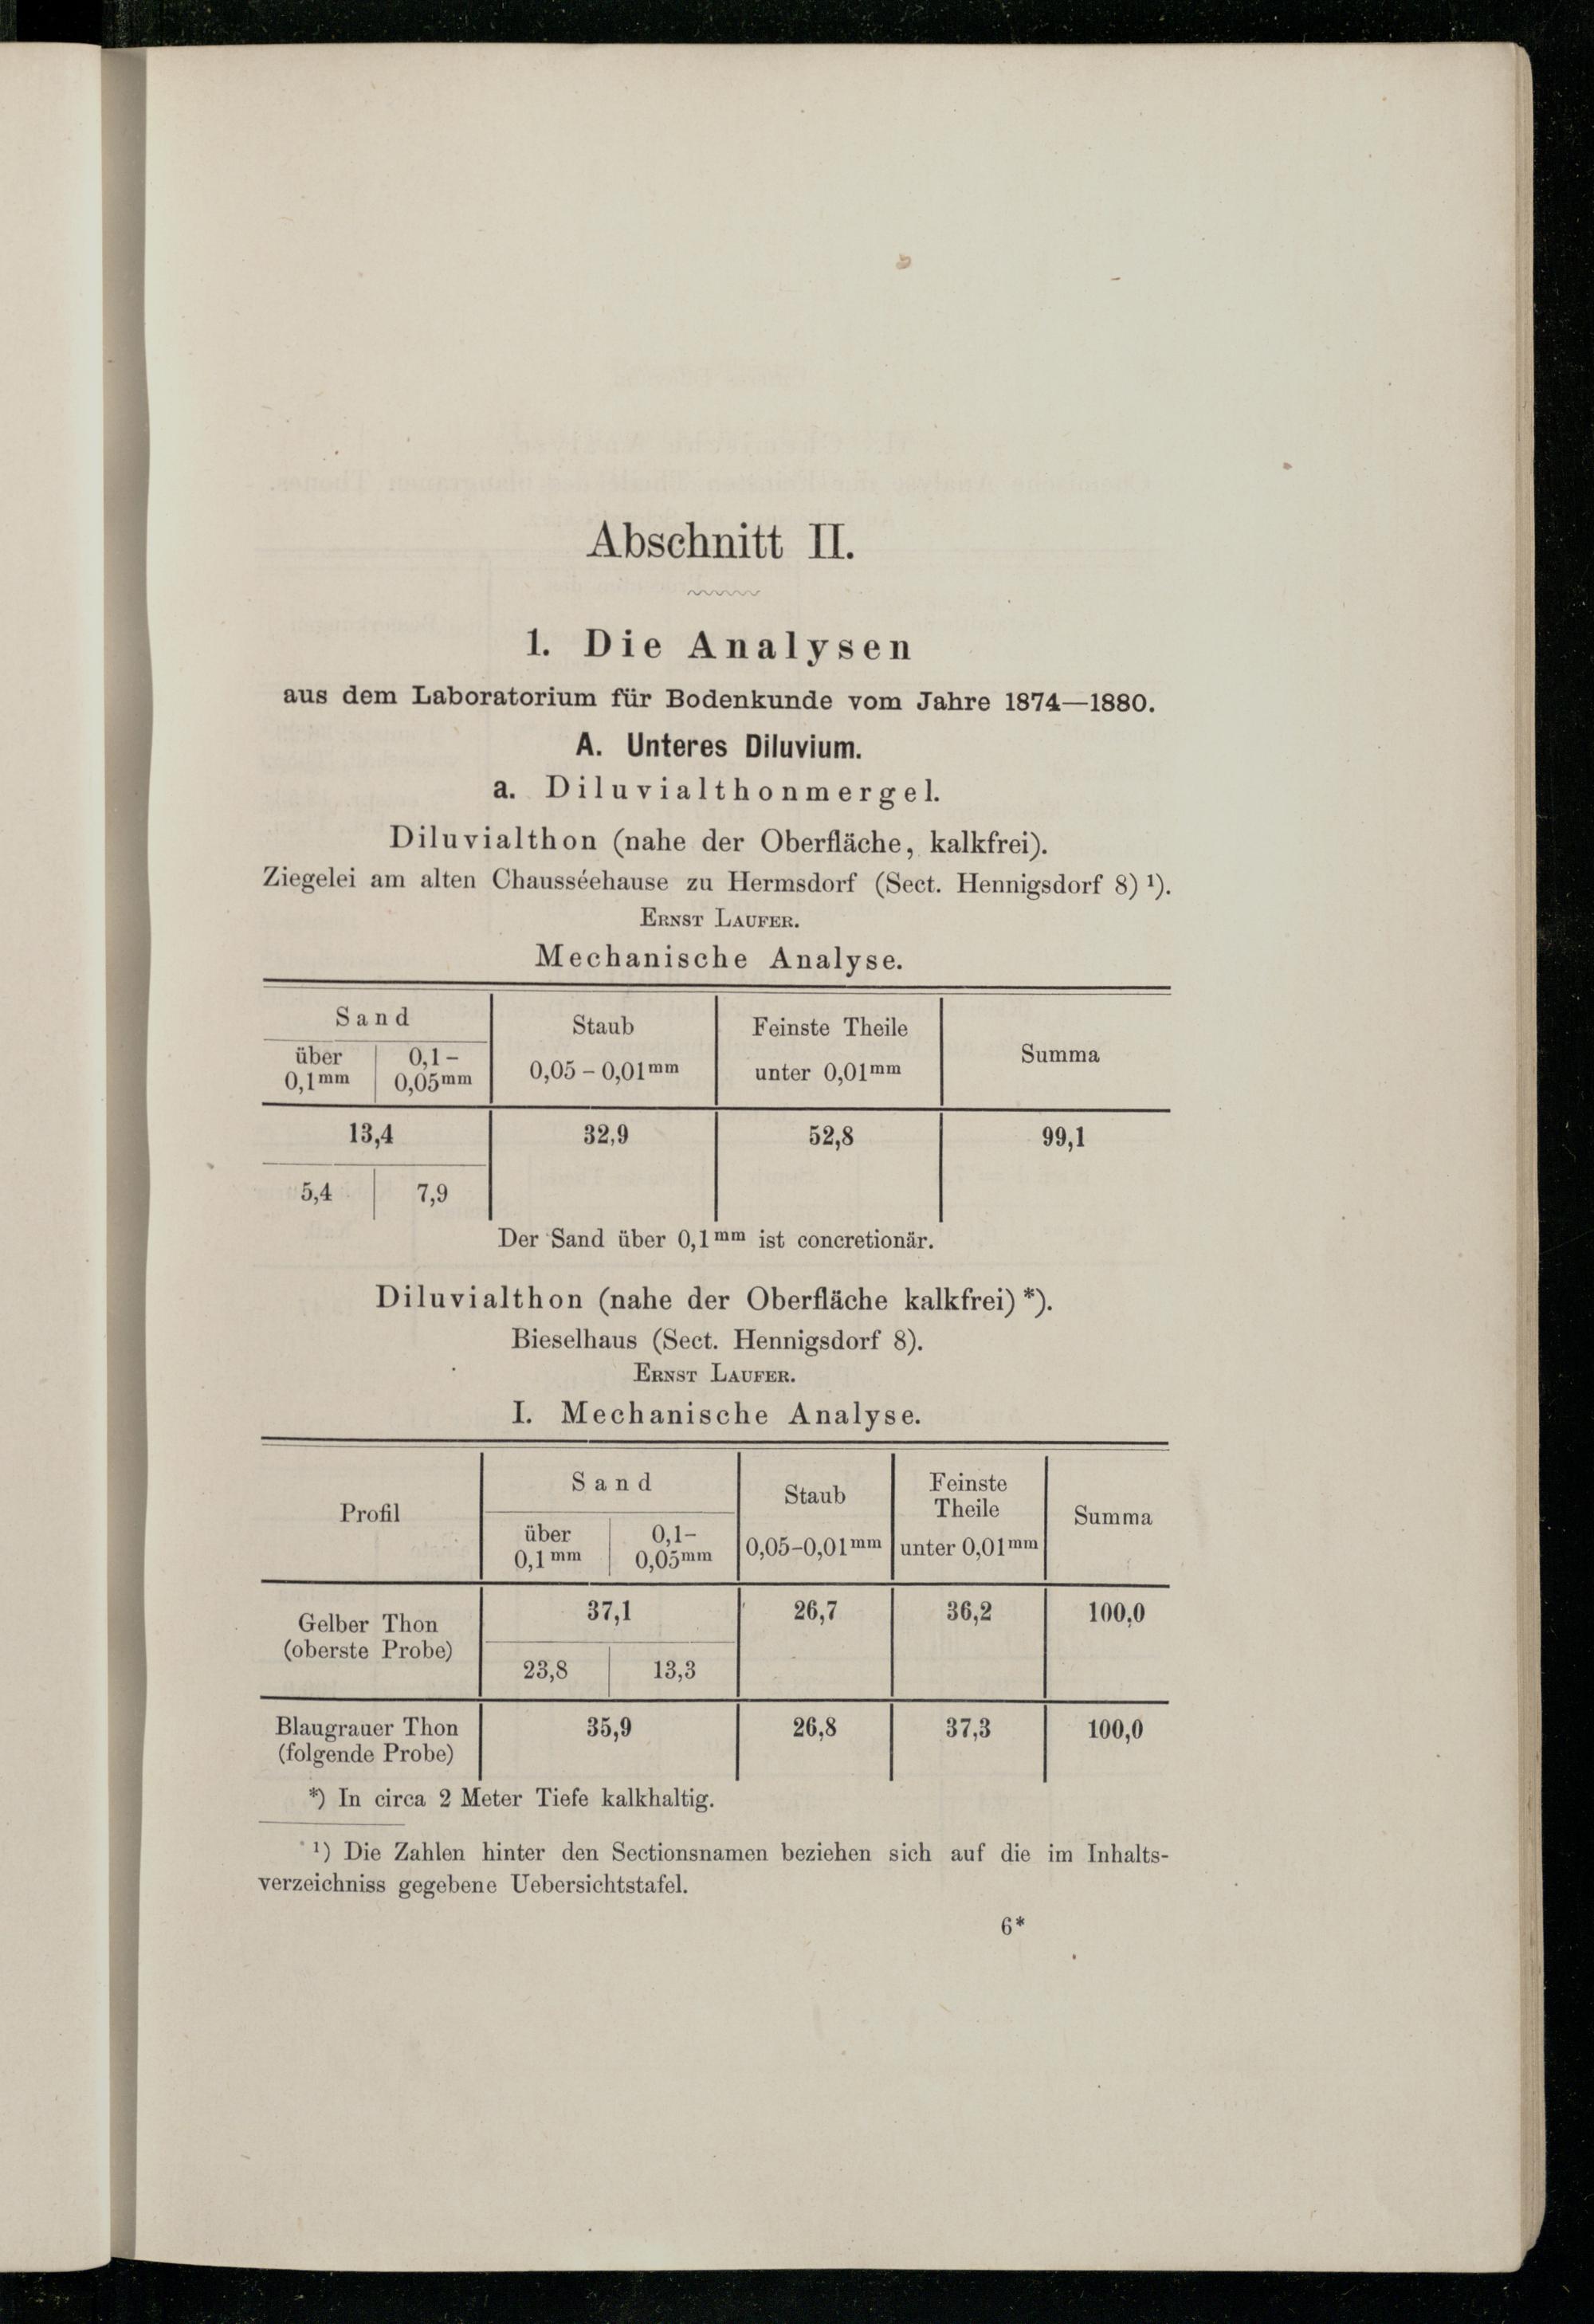 Abschnitt II.
1. Die Analysen
aus dem Laboratorium für Bodenkunde vom Jahre 1874—1880.
A. Unteres Diluvium.
a. Diluvialthonmergel.
Diluvialthon (nahe der Oberfläche, kalkfrei).
Ziegelei am alten Chausséehause zu Hermsdorf (Sect. Hennigsdorf 8) ¹).
ERNST LAUFER.
Mechanische Analyse.
Sand Staub Feinste Theile Summa
über 0,1– 0,05 – 0,01mm unter 0,01mm
0,1mm 0,05mm
13,4 32,9 52,8 99,1
5,4 7,9
Der Sand über 0,1mm ist concretionär.
Diluvialthon (nahe der Oberfläche kalkfrei) *).
Bieselhaus (Sect. Hennigsdorf 8).
ERNST LAUFER.
I. Mechanische Analyse.
Profil Sand Staub Feinste Theile Summa
über 0,1– 0,05–0,01mm unter 0,01mm
0,1mm 0,05mm
Gelber Thon 37,1 26,7 36,2 100,0
(oberste Probe)
23,8 13,3
Blaugrauer Thon 35,9 26,8 37,3 100,0
(folgende Probe)
*) In circa 2 Meter Tiefe kalkhaltig.
¹) Die Zahlen hinter den Sectionsnamen beziehen sich auf die im Inhalts-
verzeichniss gegebene Uebersichtstafel.
6*